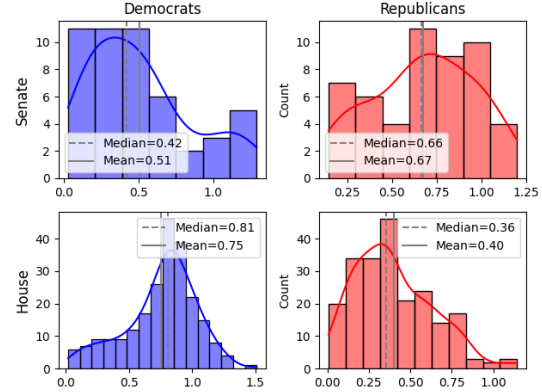 Democrats
Republicans
Senate
10
8
6
4
2
0
Median=0.42
Mean=0.51
0.0 0.5 1.0
Count
10
8
6
4
2
0
Median=0.66
Mean=0.67
0.25 0.50 0.75 1.00 1.25
House
40
30
20
10
0
Median=0.81
Mean=0.75
0.0 0.5 1.0 1.5
Count
40
30
20
10
0
Median=0.36
Mean=0.40
0.00 0.25 0.50 0.75 1.00